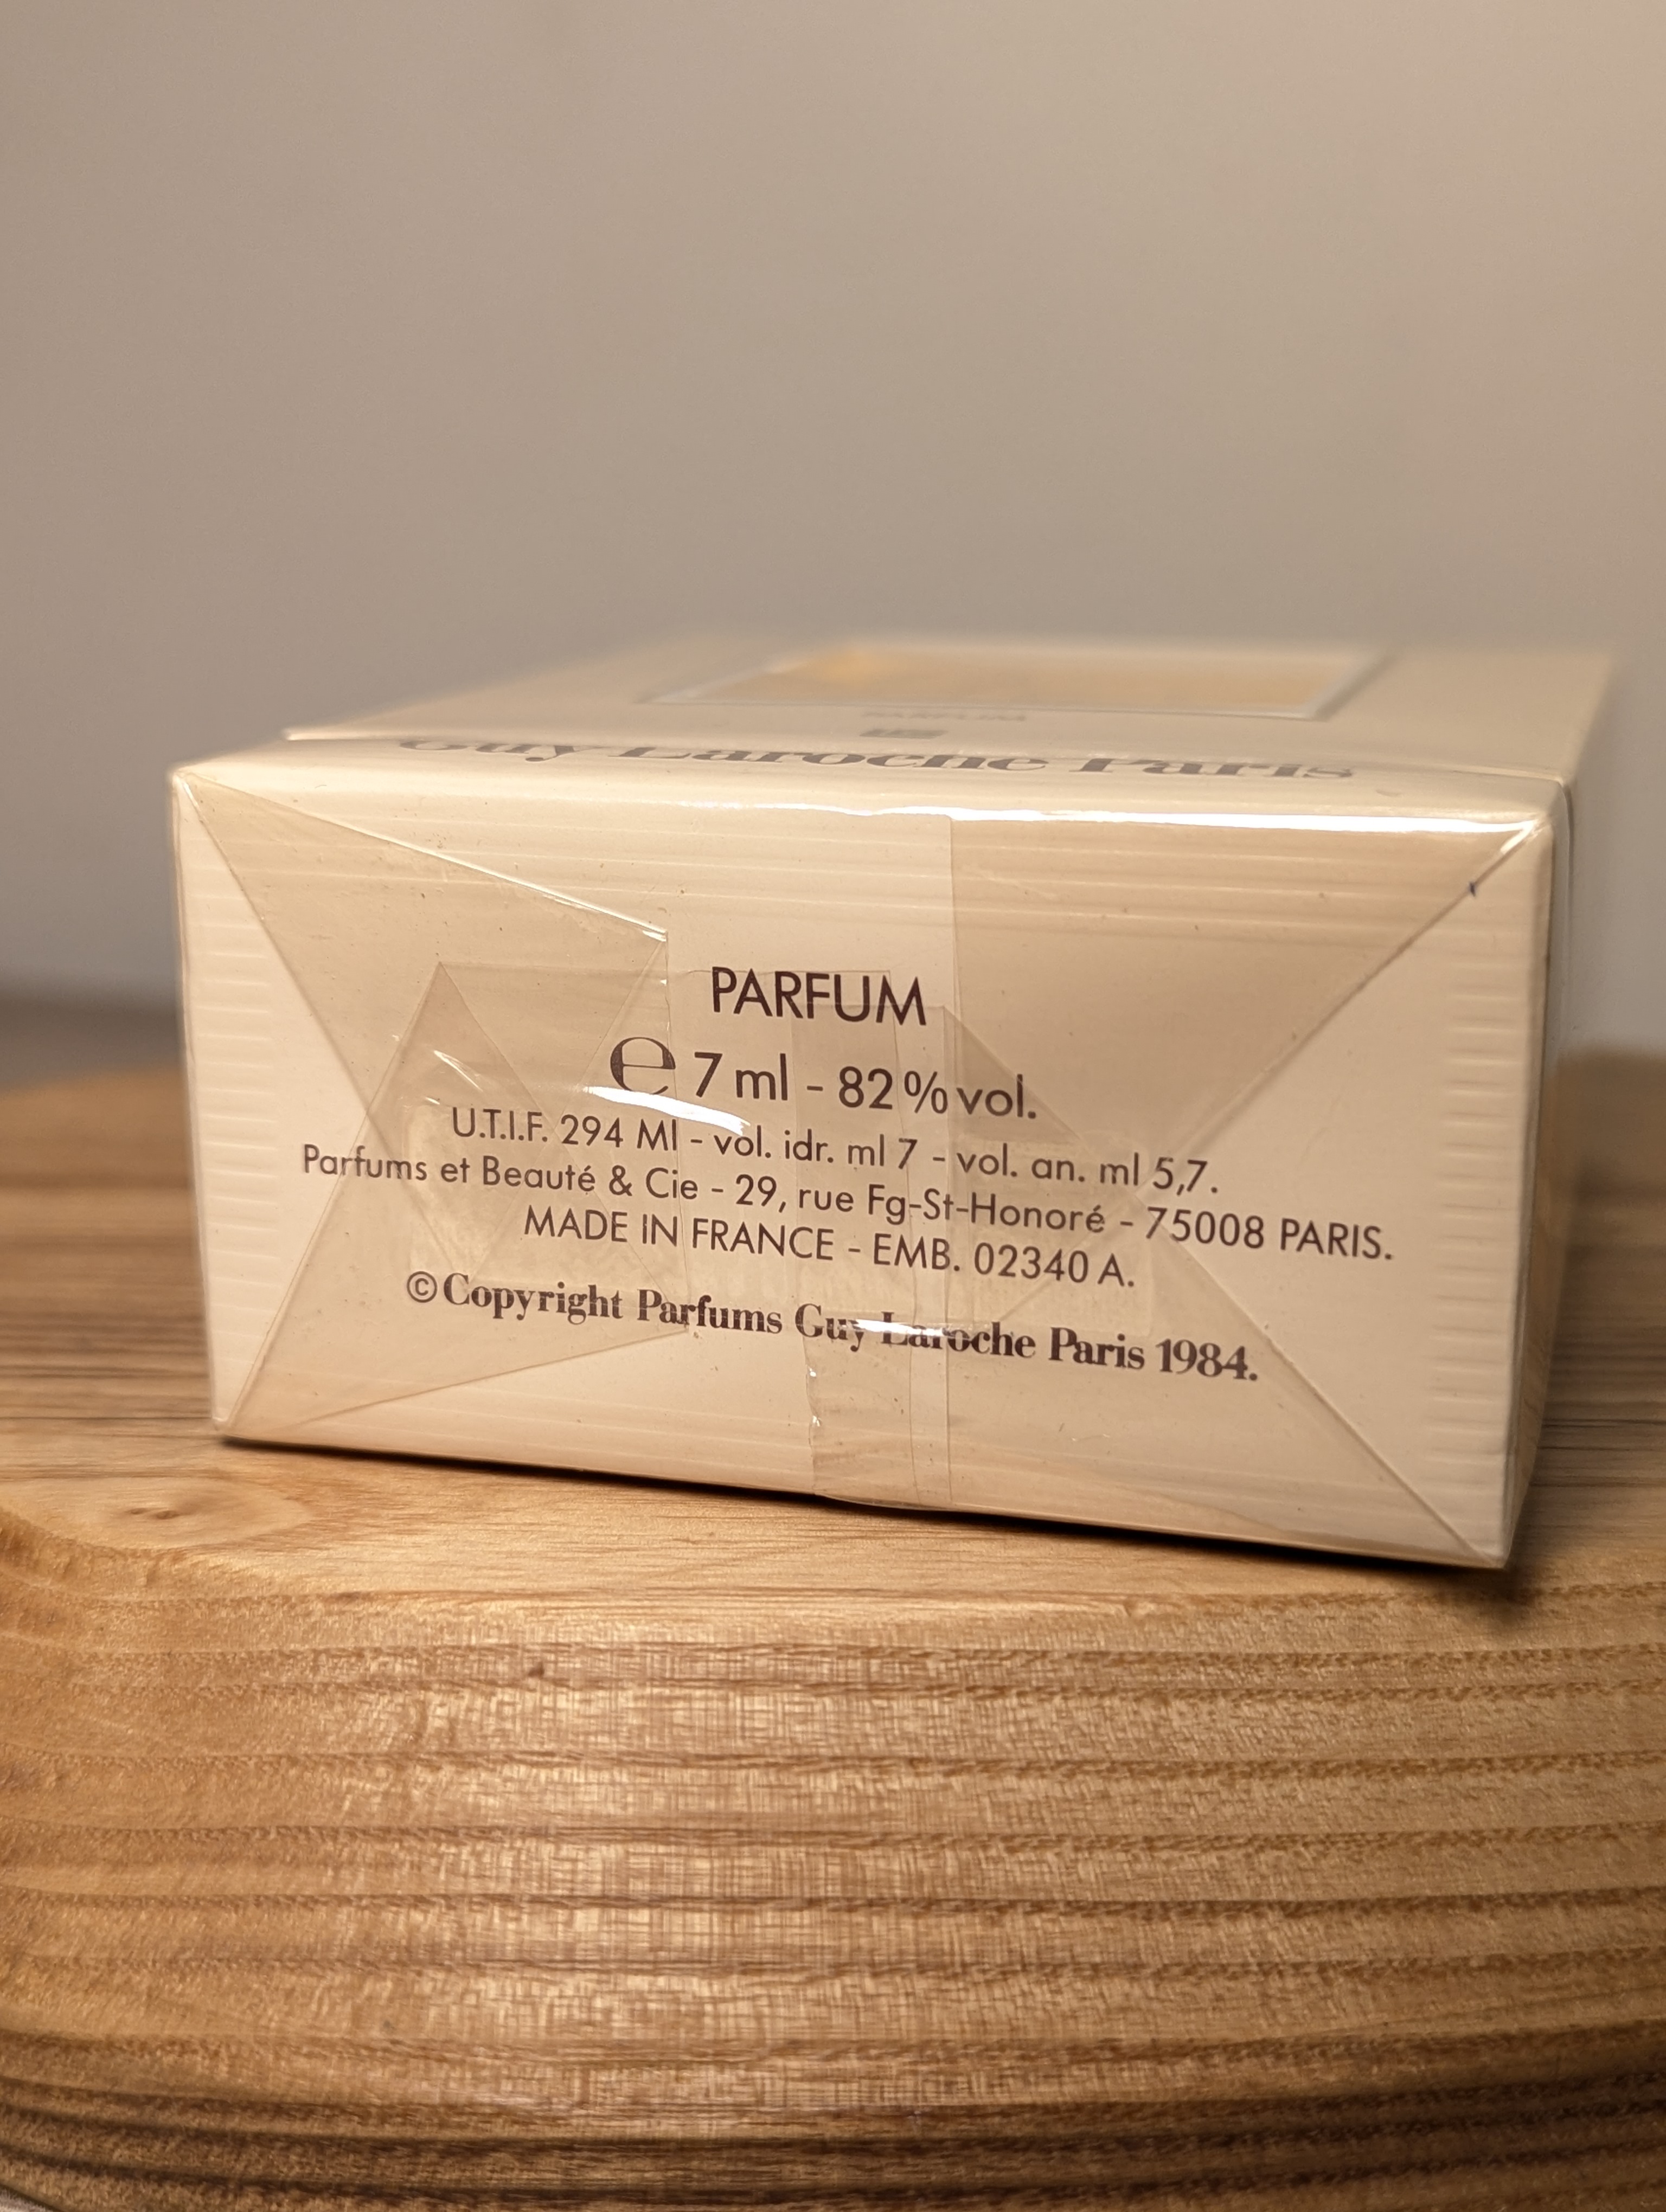 PARFUM
Guy Laroche Paris
PARFUM
℮ 7 ml - 82% vol.
U.T.I.F. 294 MI - vol. idr. ml 7 - vol. an. ml 5,7.
Parfums et Beauté & Cie - 29, rue Fg-St-Honoré - 75008 PARIS.
MADE IN FRANCE - EMB. 02340 A.
©Copyright Parfums Guy Laroche Paris 1984.